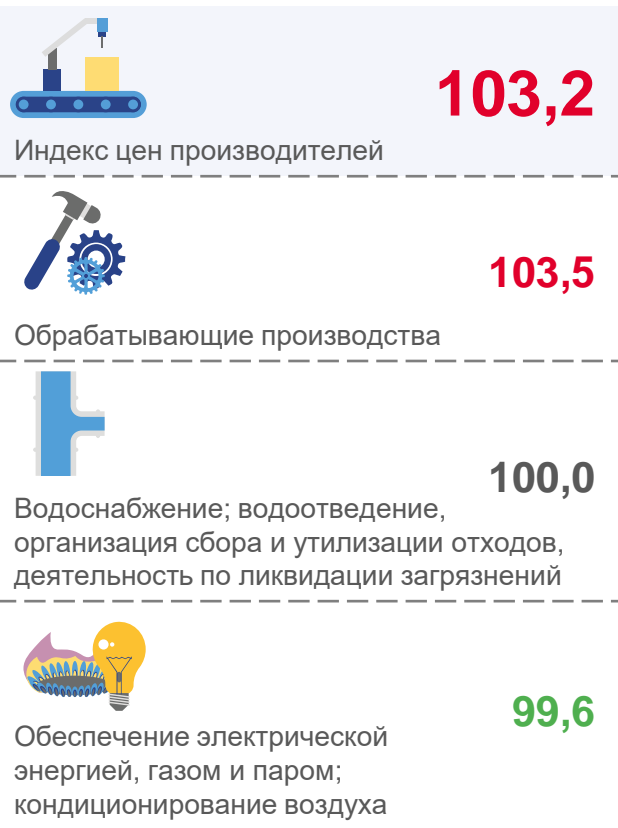 103,2
Индекс цен производителей
103,5
Обрабатывающие производства
100,0
Водоснабжение; водоотведение,
организация сбора и утилизации отходов,
деятельность по ликвидации загрязнений
99,6
Обеспечение электрической
энергией, газом и паром;
кондиционирование воздуха